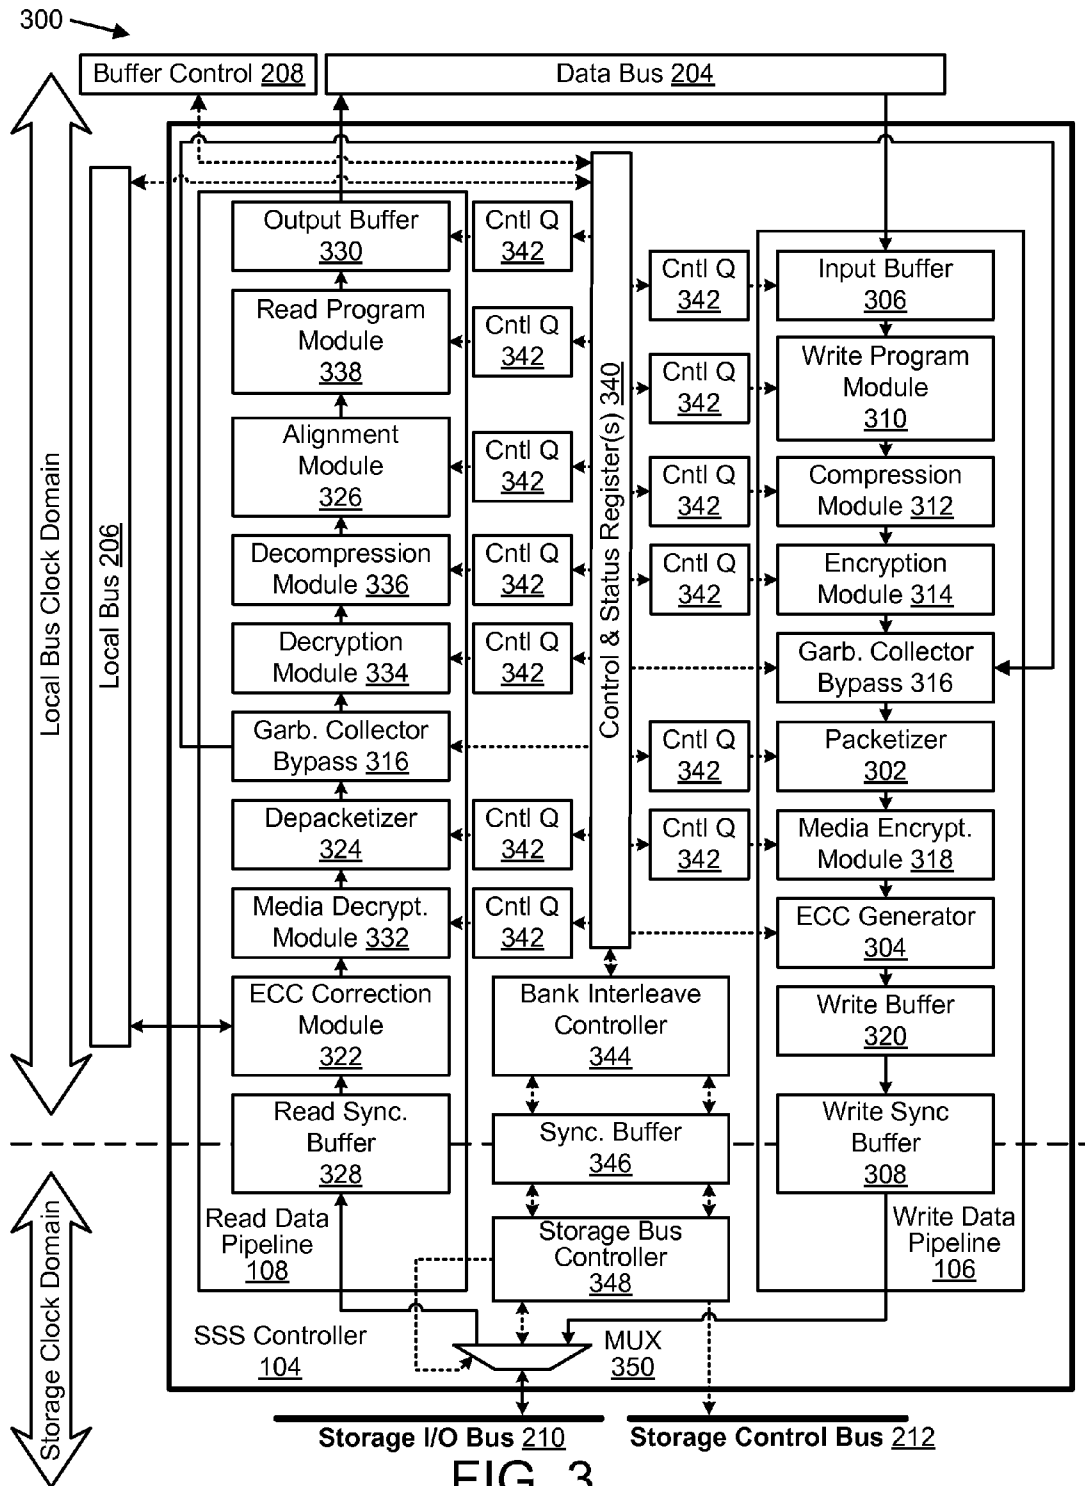 300
Buffer Control 208
Data Bus 204
Local Bus Clock Domain
Local Bus 206
Output Buffer
330
Read Program
Module
338
Alignment
Module
326
Decompression
Module 336
Decryption
Module 334
Garb. Collector
Bypass 316
Depacketizer
324
Media Decrypt.
Module 332
ECC Correction
Module
322
Read Sync.
Buffer
328
Read Data
Pipeline
108
Cntl Q
342
Cntl Q
342
Cntl Q
342
Cntl Q
342
Cntl Q
342
Cntl Q
342
Cntl Q
342
Control & Status Register(s) 340
Cntl Q
342
Cntl Q
342
Cntl Q
342
Cntl Q
342
Cntl Q
342
Cntl Q
342
Input Buffer
306
Write Program
Module
310
Compression
Module 312
Encryption
Module 314
Garb. Collector
Bypass 316
Packetizer
302
Media Encrypt.
Module 318
ECC Generator
304
Write Buffer
320
Write Sync
Buffer
308
Write Data
Pipeline
106
Bank Interleave
Controller
344
Sync. Buffer
346
Storage Bus
Controller
348
Storage Clock Domain
SSS Controller
104
MUX
350
Storage I/O Bus 210
Storage Control Bus 212
FIG. 3